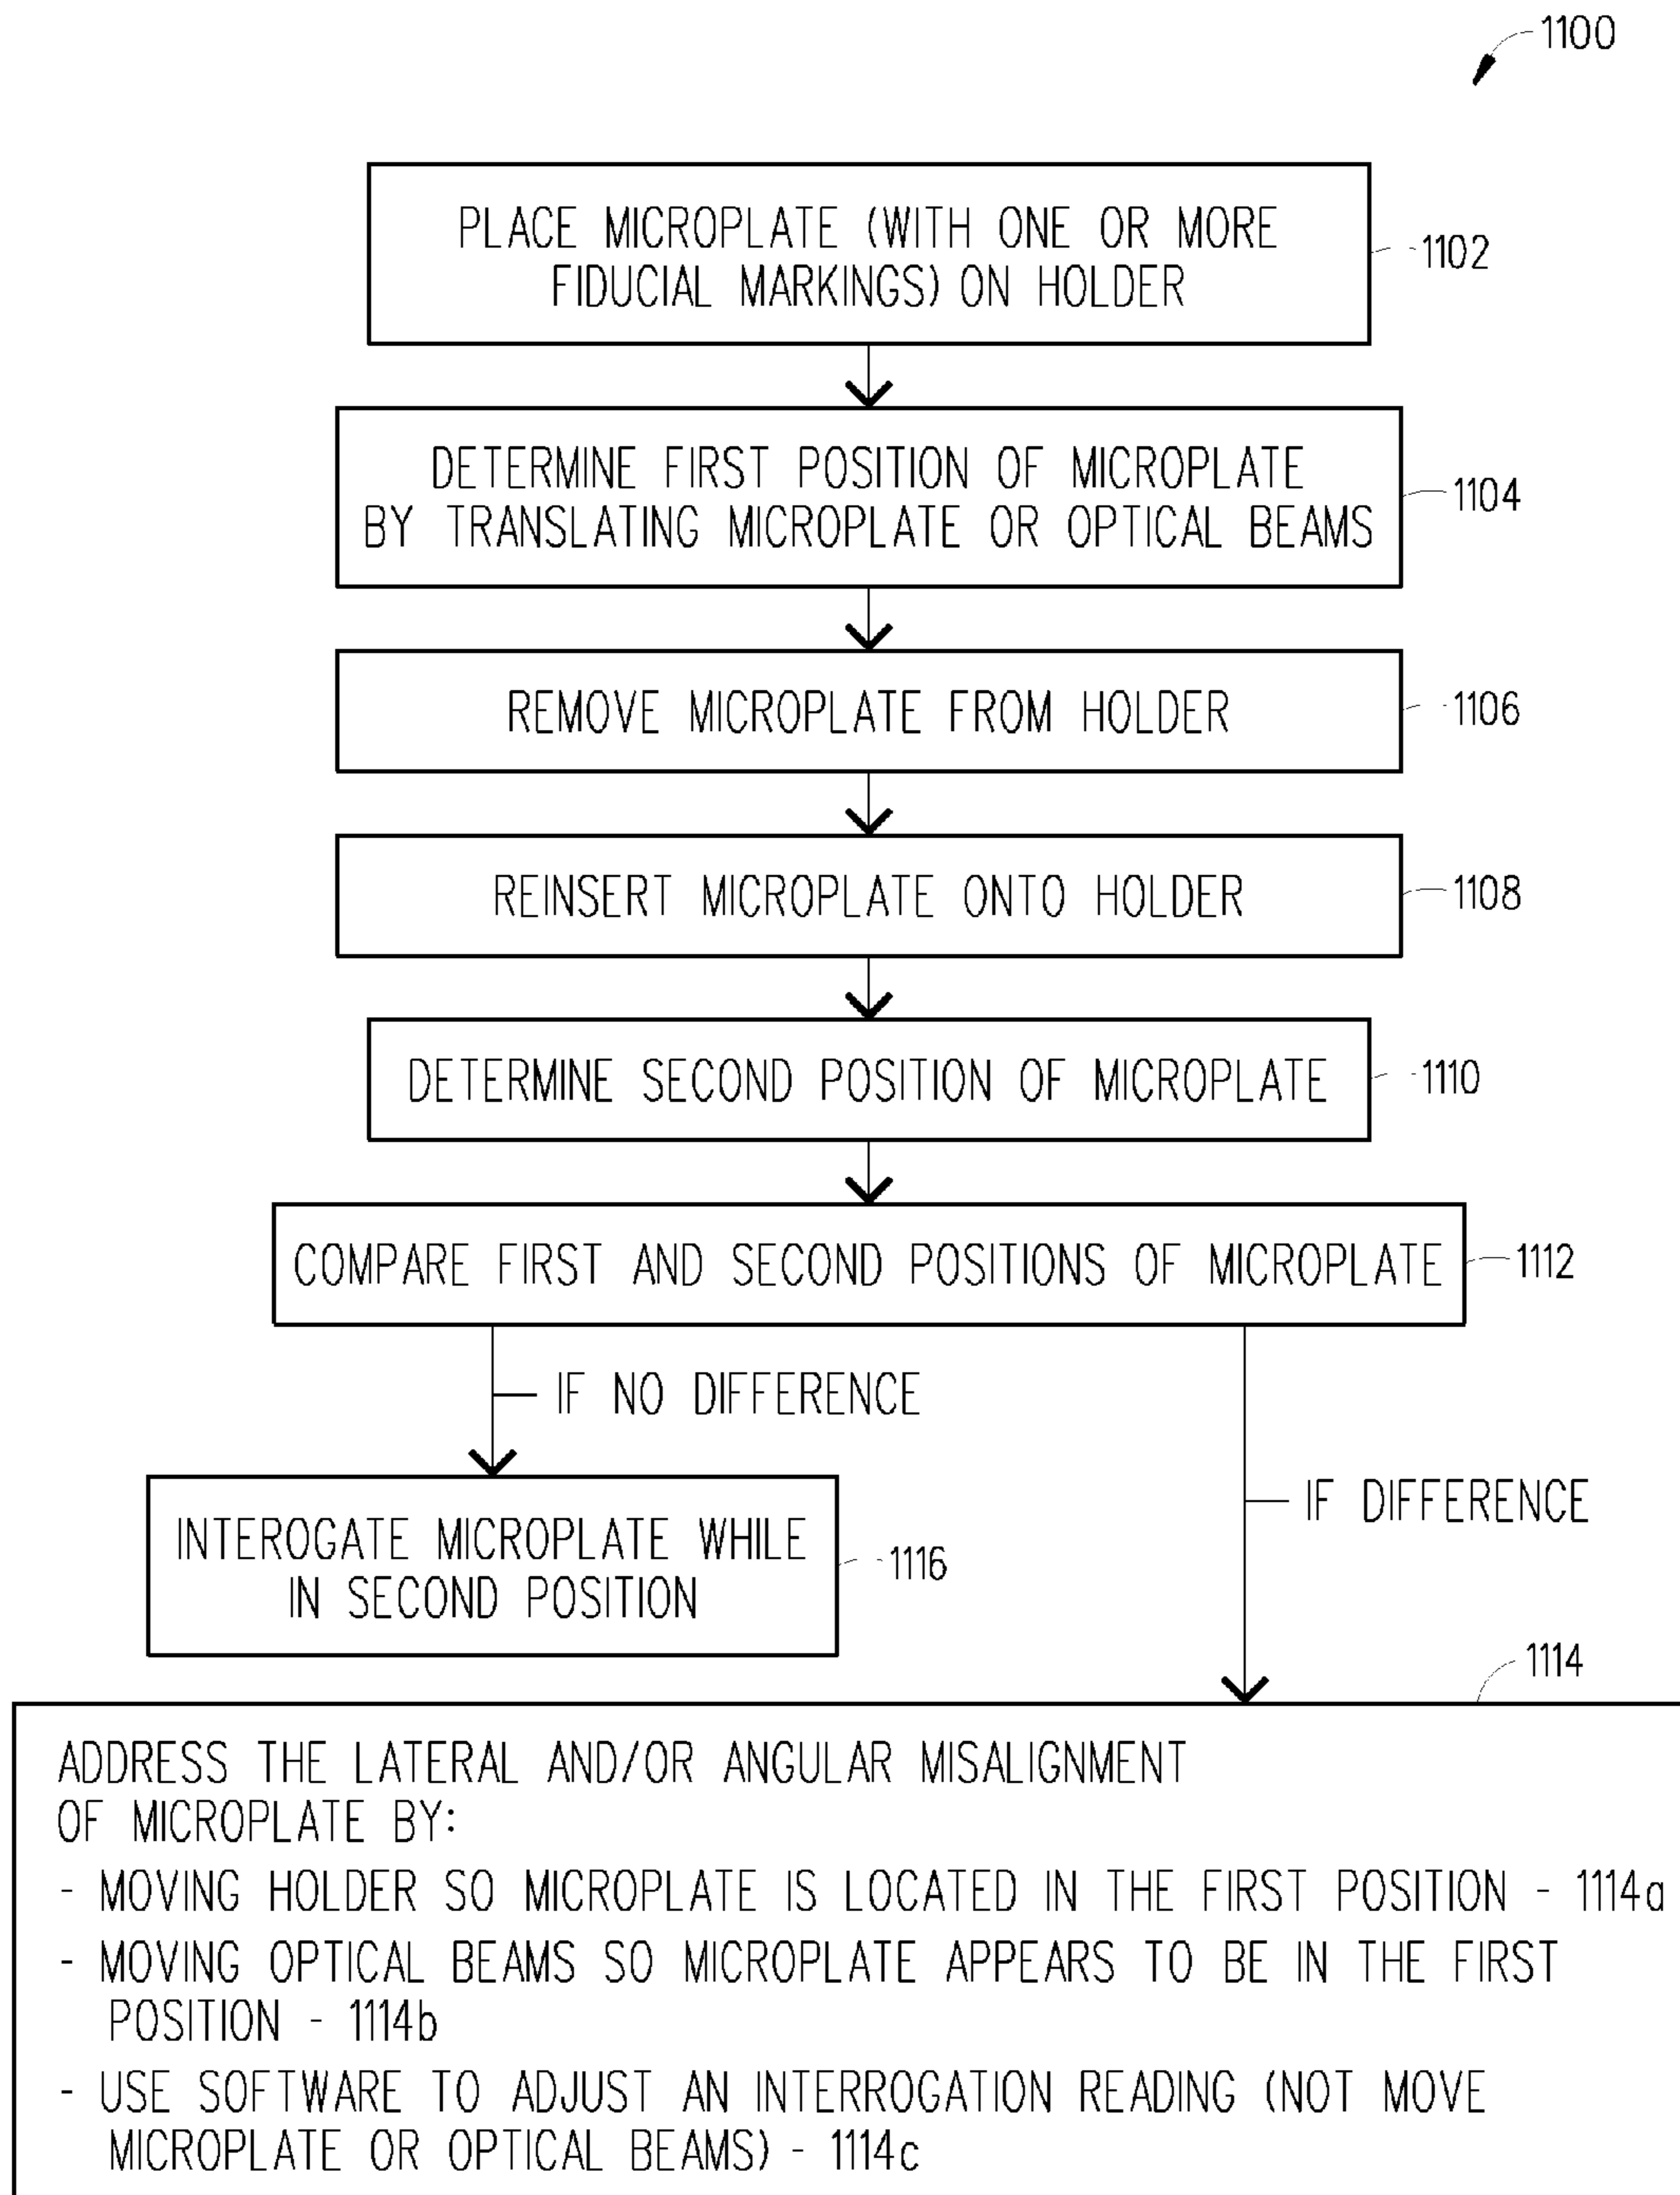 1100
PLACE MICROPLATE (WITH ONE OR MORE
FIDUCIAL MARKINGS) ON HOLDER
1102
DETERMINE FIRST POSITION OF MICROPLATE
BY TRANSLATING MICROPLATE OR OPTICAL BEAMS
1104
REMOVE MICROPLATE FROM HOLDER
1106
REINSERT MICROPLATE ONTO HOLDER
1108
DETERMINE SECOND POSITION OF MICROPLATE
1110
COMPARE FIRST AND SECOND POSITIONS OF MICROPLATE
1112
IF NO DIFFERENCE
IF DIFFERENCE
INTEROGATE MICROPLATE WHILE
IN SECOND POSITION
1116
1114
ADDRESS THE LATERAL AND/OR ANGULAR MISALIGNMENT
OF MICROPLATE BY:
- MOVING HOLDER SO MICROPLATE IS LOCATED IN THE FIRST POSITION - 1114a
- MOVING OPTICAL BEAMS SO MICROPLATE APPEARS TO BE IN THE FIRST
POSITION - 1114b
- USE SOFTWARE TO ADJUST AN INTERROGATION READING (NOT MOVE
MICROPLATE OR OPTICAL BEAMS) - 1114c